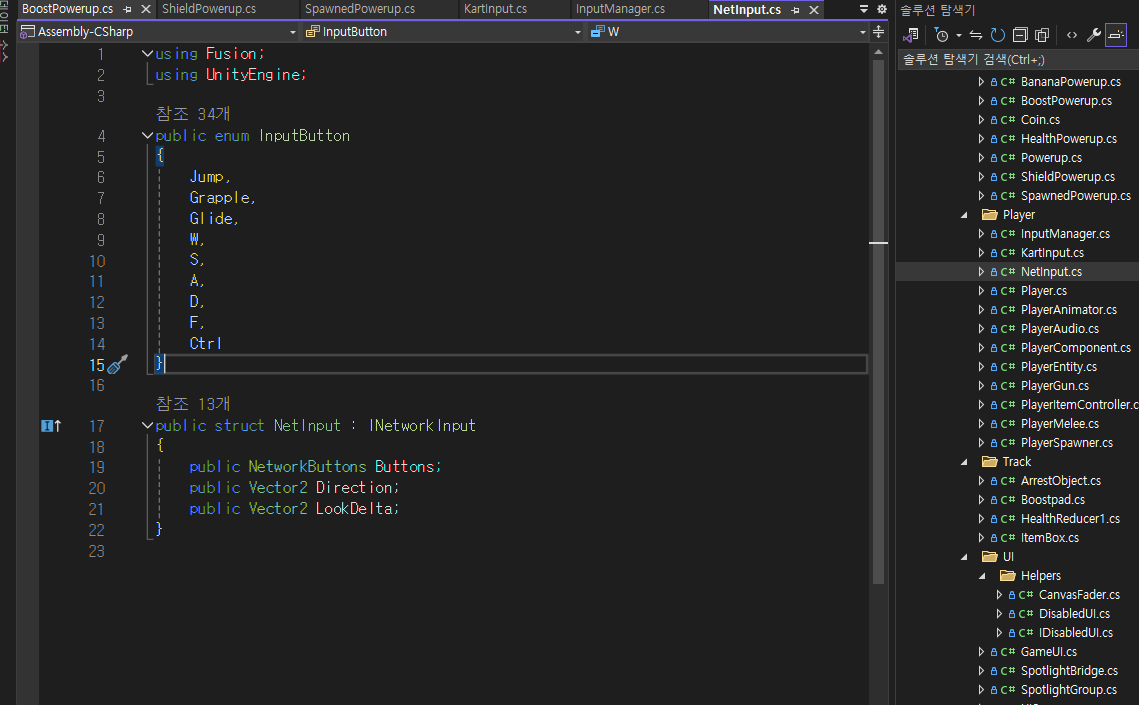 BoostPowerup.cs
ShieldPowerup.cs
SpawnedPowerup.cs
KartInput.cs
InputManager.cs
NetInput.cs
Assembly-CSharp
InputButton
W
1 using Fusion;
2 using UnityEngine;
3
참조 34개
4 public enum InputButton
5 {
6 Jump,
7 Grapple,
8 Glide,
9 W,
10 S,
11 A,
12 D,
13 F,
14 Ctrl
15 }
16
참조 13개
17 public struct NetInput : INetworkInput
18 {
19 public NetworkButtons Buttons;
20 public Vector2 Direction;
21 public Vector2 LookDelta;
22 }
23
솔루션 탐색기
솔루션 탐색기 검색(Ctrl+;)
C# BananaPowerup.cs
C# BoostPowerup.cs
C# Coin.cs
C# HealthPowerup.cs
C# Powerup.cs
C# ShieldPowerup.cs
C# SpawnedPowerup.cs
Player
C# InputManager.cs
C# KartInput.cs
C# NetInput.cs
C# Player.cs
C# PlayerAnimator.cs
C# PlayerAudio.cs
C# PlayerComponent.cs
C# PlayerEntity.cs
C# PlayerGun.cs
C# PlayerItemController.c
C# PlayerMelee.cs
C# PlayerSpawner.cs
Track
C# ArrestObject.cs
C# Boostpad.cs
C# HealthReducer1.cs
C# ItemBox.cs
UI
Helpers
C# CanvasFader.cs
C# DisabledUI.cs
C# IDisabledUI.cs
C# GameUI.cs
C# SpotlightBridge.cs
C# SpotlightGroup.cs